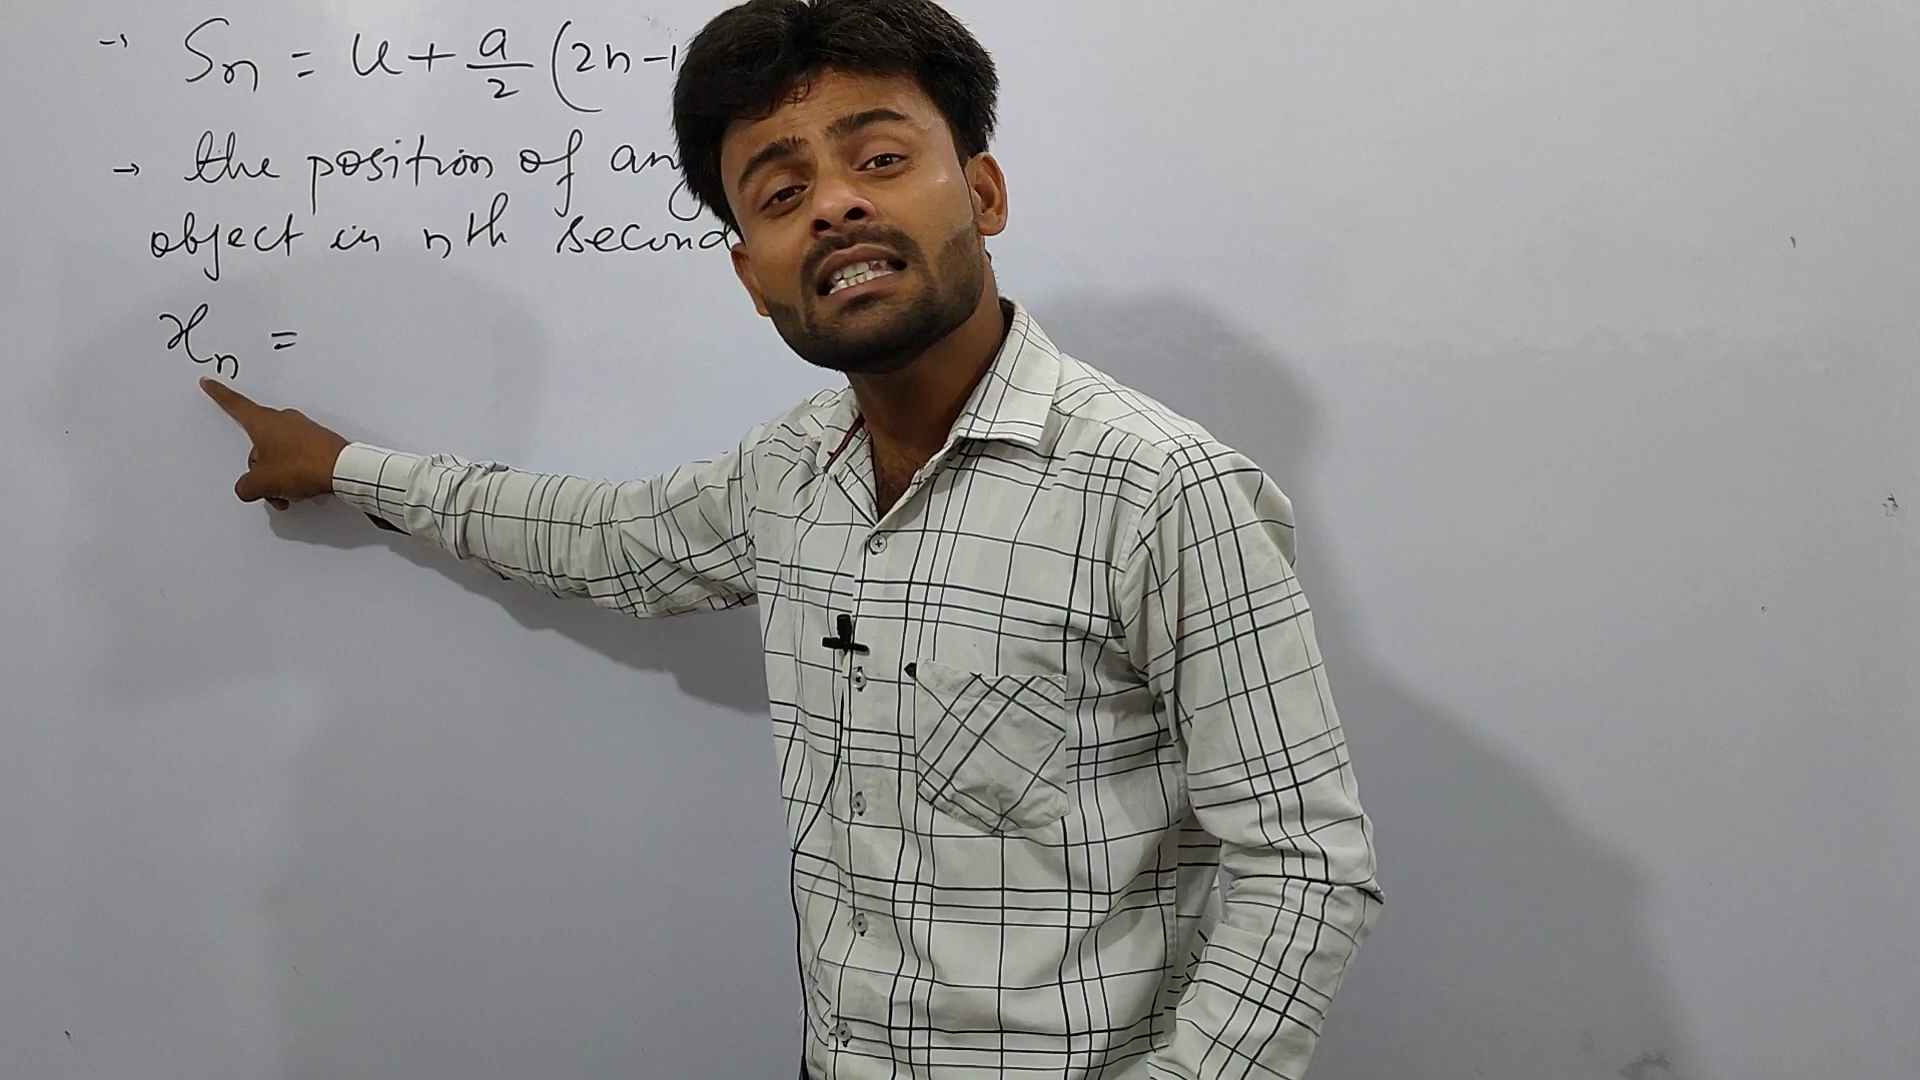 → Sn = u + a/2 (2n-1
→ the position of any
object in nth second
xn =